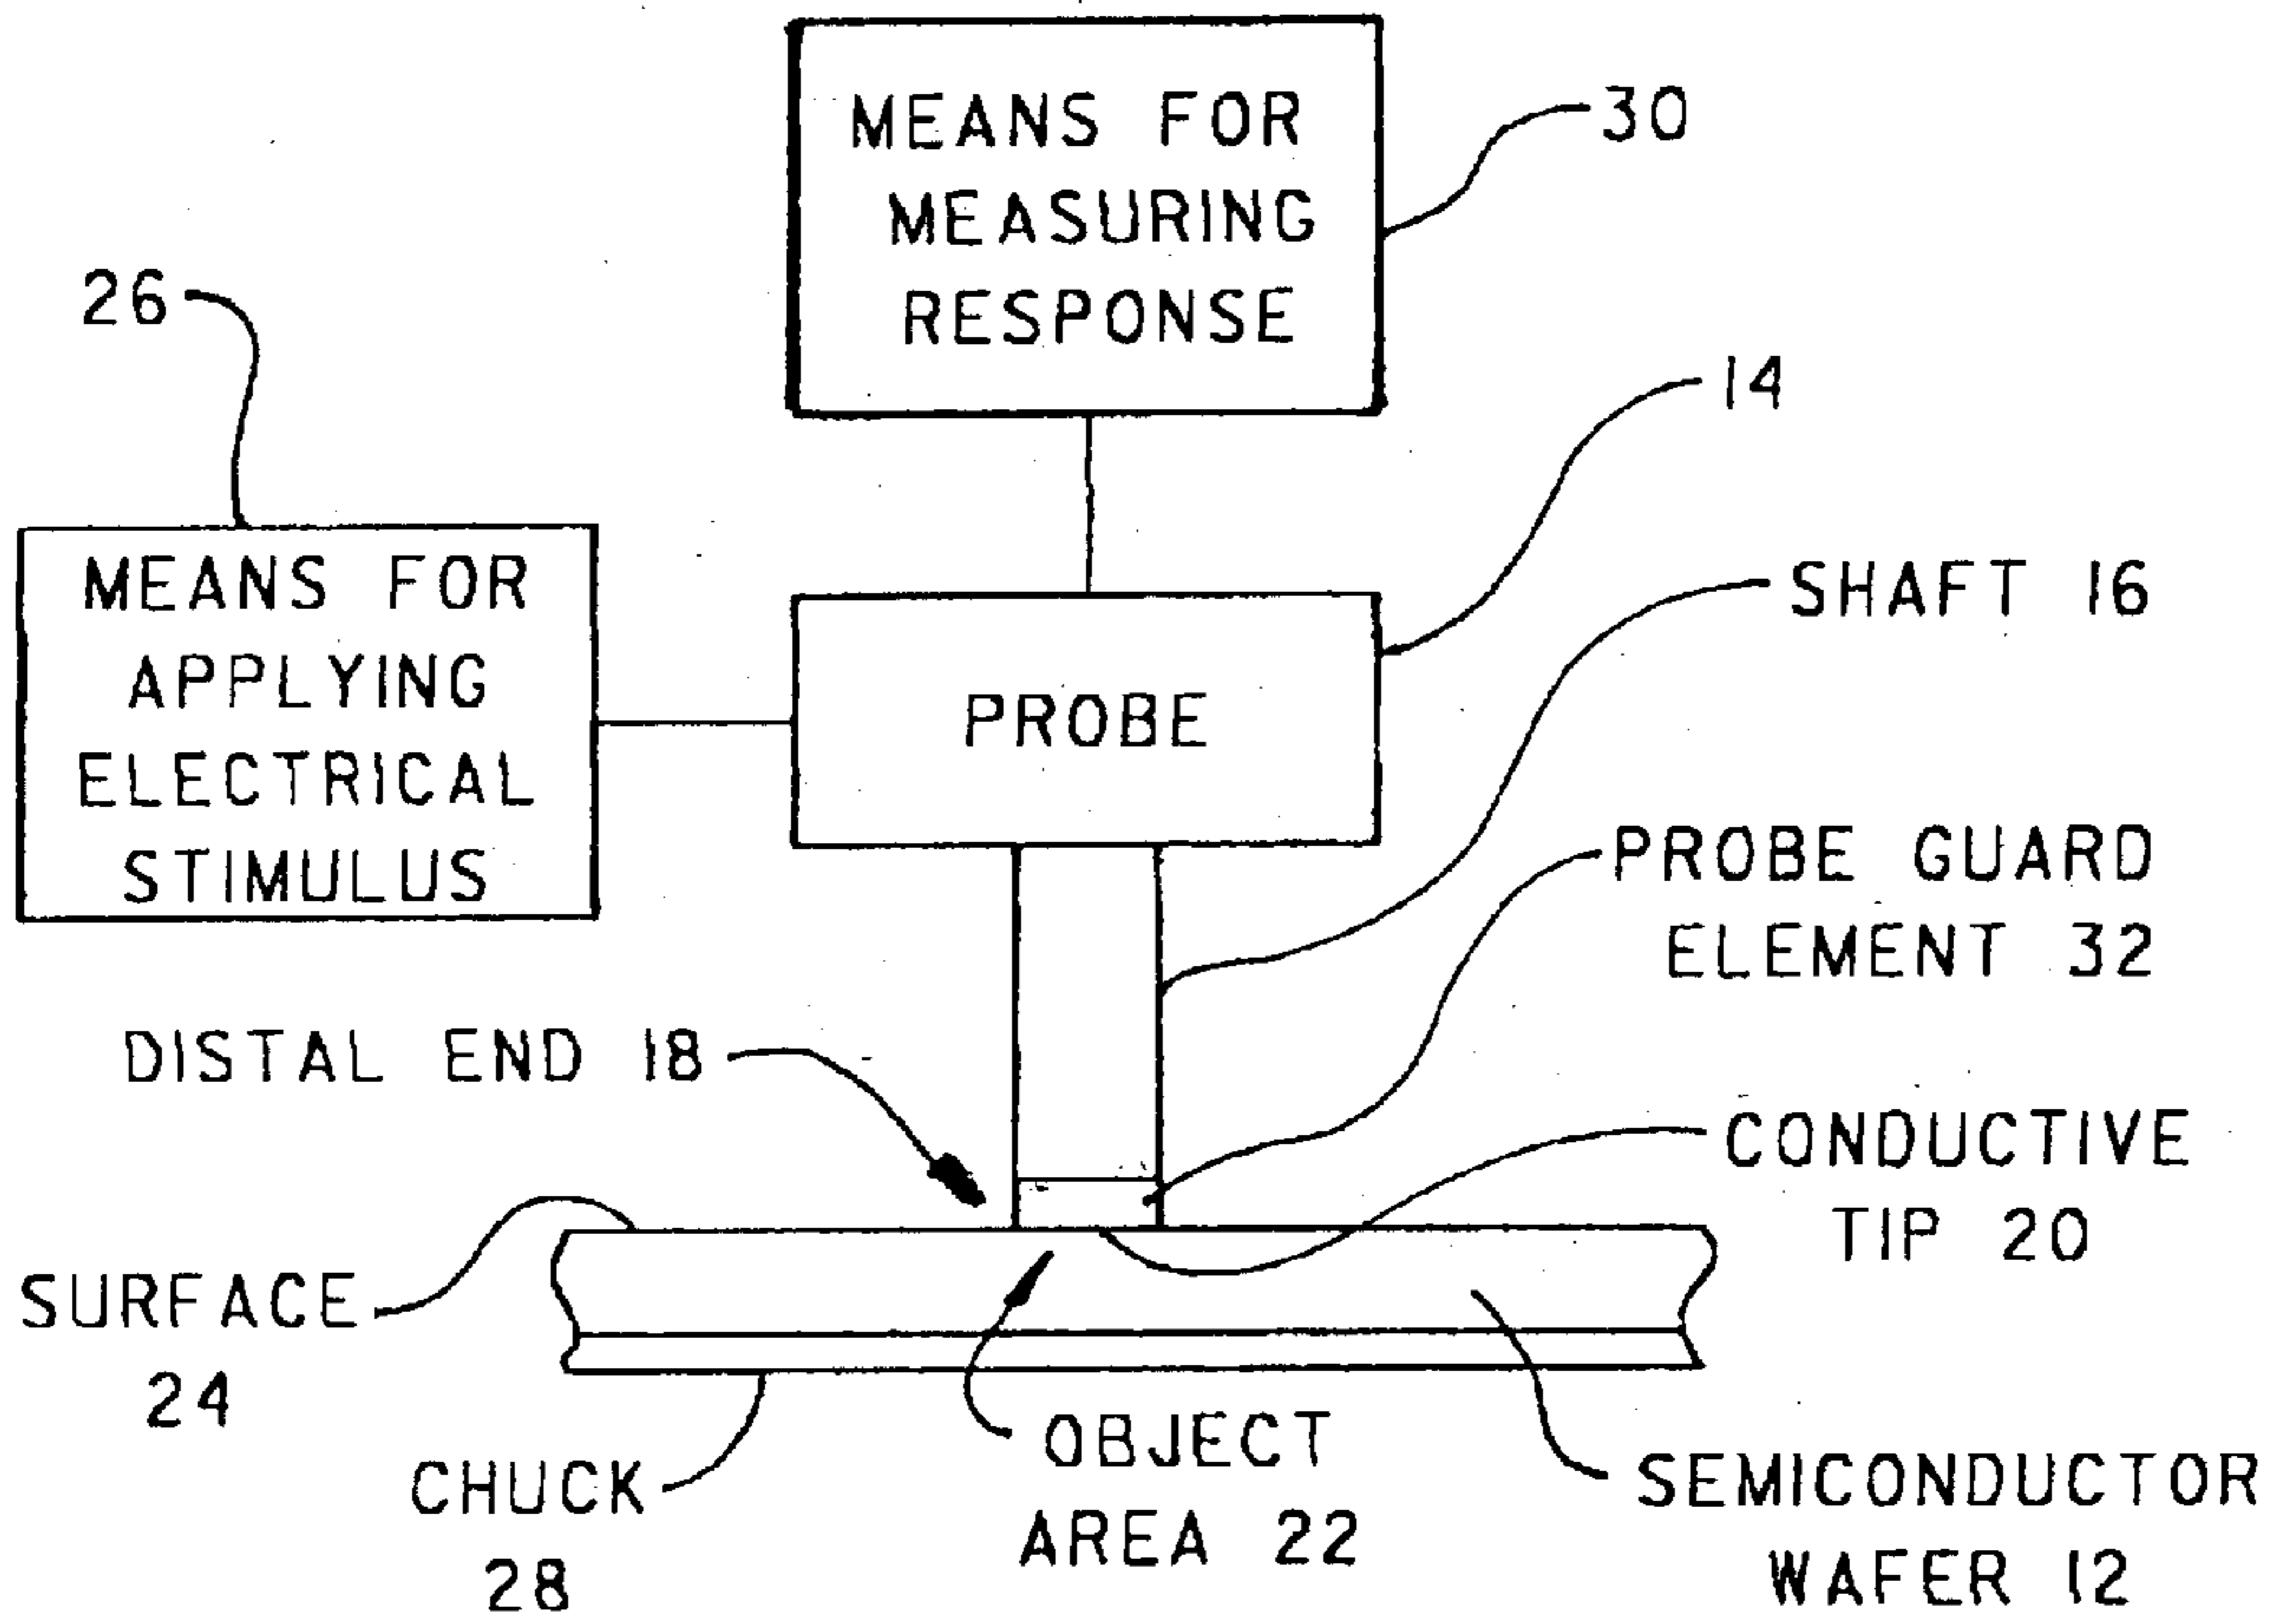 MEANS FOR
MEASURING
RESPONSE
30
26
14
MEANS FOR
APPLYING
ELECTRICAL
STIMULUS
PROBE
SHAFT 16
PROBE GUARD
ELEMENT 32
DISTAL END 18
CONDUCTIVE
TIP 20
SURFACE
24
CHUCK
28
OBJECT
AREA 22
SEMICONDUCTOR
WAFER 12